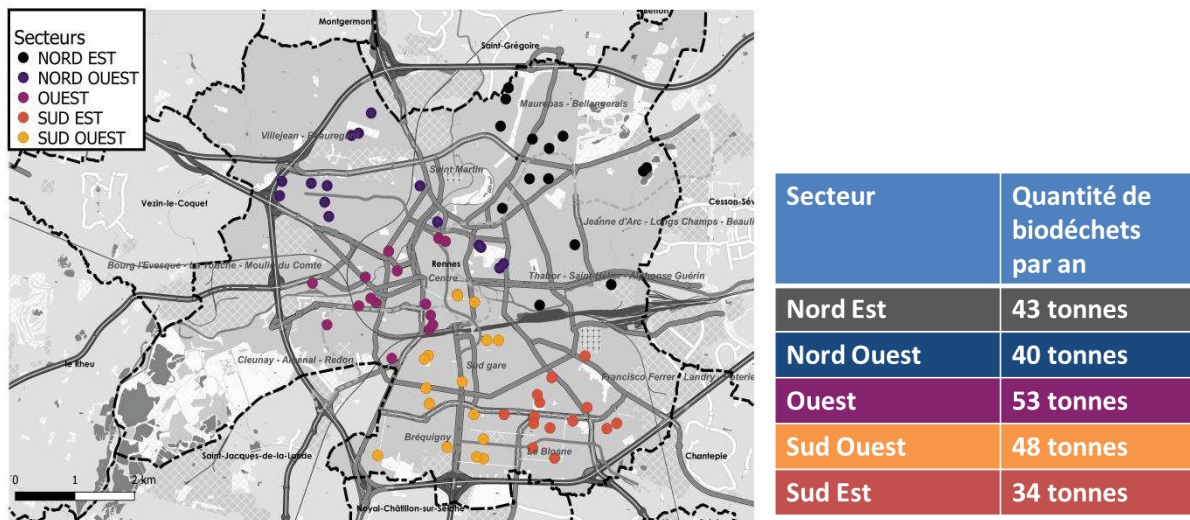 Secteurs
NORD EST
NORD OUEST
OUEST
SUD EST
SUD OUEST
Montgermont
Betton
Saint-Grégoire
Maurepas - Bellangerais
Villejean - Beauregard
Saint Martin
Vezin-le-Coquet
Cesson-Sév
Jeanne d'Arc - Longs Champs - Beauli
Bourg l'Evesque - La Touche - Moulin du Comte
Rennes
Centre
Thabor - Saint Hélier - Alphonse Guérin
le Rheu
Cleunay - Arsenal - Redon
Sud gare
Francisco Ferrer - Landry - Poterie
Bréquigny
Le Blosne
Saint-Jacques-de-la-Lande
Chantepie
0 1 2 km
Noyal-Châtillon-sur-Seiche
Secteur
Quantité de
biodéchets
par an
Nord Est
43 tonnes
Nord Ouest
40 tonnes
Ouest
53 tonnes
Sud Ouest
48 tonnes
Sud Est
34 tonnes